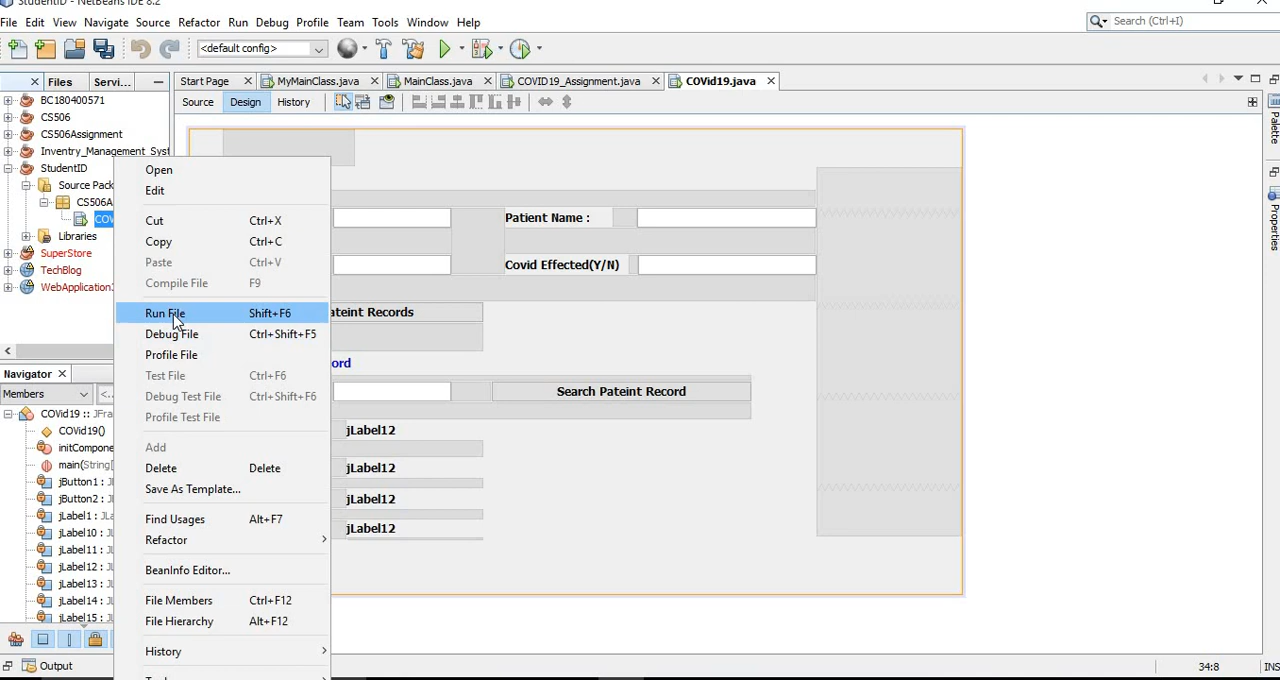 StudentID - NetBeans IDE 8.2
File Edit View Navigate Source Refactor Run Debug Profile Team Tools Window Help
Search (Ctrl+I)
<default config>
Files Servi... Start Page MyMainClass.java MainClass.java COVID19_Assignment.java COVid19.java
Source Design History
BC180400571
CS506
CS506Assignment
Inventry_Management_Syst
StudentID
Source Pack
CS506A
COV
Libraries
SuperStore
TechBlog
WebApplication1
Open
Edit
Cut Ctrl+X
Copy Ctrl+C
Paste Ctrl+V
Compile File F9
Run File Shift+F6
Debug File Ctrl+Shift+F5
Profile File
Test File Ctrl+F6
Debug Test File Ctrl+Shift+F6
Profile Test File
Add
Delete Delete
Save As Template...
Find Usages Alt+F7
Refactor
BeanInfo Editor...
File Members Ctrl+F12
File Hierarchy Alt+F12
History
Patient Name :
Covid Effected(Y/N)
ateint Records
ord
Search Pateint Record
jLabel12
jLabel12
jLabel12
jLabel12
Palette
Properties
Navigator
Members <..
COVid19 :: JFra
COVid19()
initCompone
main(String[
jButton1 : J
jButton2 : J
jLabel1 : JLa
jLabel10 : J
jLabel11 : J
jLabel12 : J
jLabel13 : J
jLabel14 : J
jLabel15 : J
Output
34:8 INS